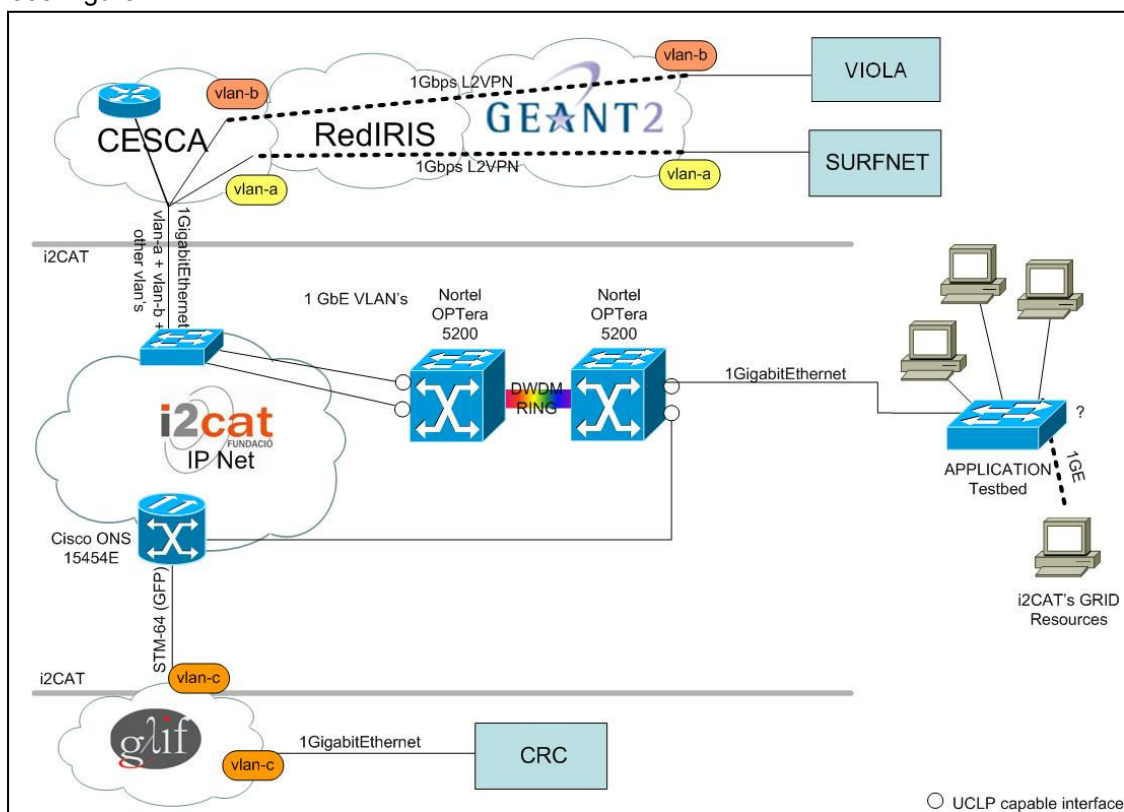 vlan-b
vlan-b
1Gbps L2VPN
VIOLA
CESCA
RedIRIS
GEANT2
1Gbps L2VPN
SURFNET
vlan-a
vlan-a
1GigabitEthernet
vlan-a + vlan-b +
other vlan's
i2CAT
1 GbE VLAN's
Nortel
OPTera
5200
Nortel
OPTera
5200
DWDM
RING
1GigabitEthernet
?
APPLICATION
Testbed
1GE
i2cat
FUNDACIÓ
IP Net
Cisco ONS
15454E
i2CAT's GRID
Resources
STM-64 (GFP)
i2CAT
vlan-c
glif
vlan-c
1GigabitEthernet
CRC
UCLP capable interface